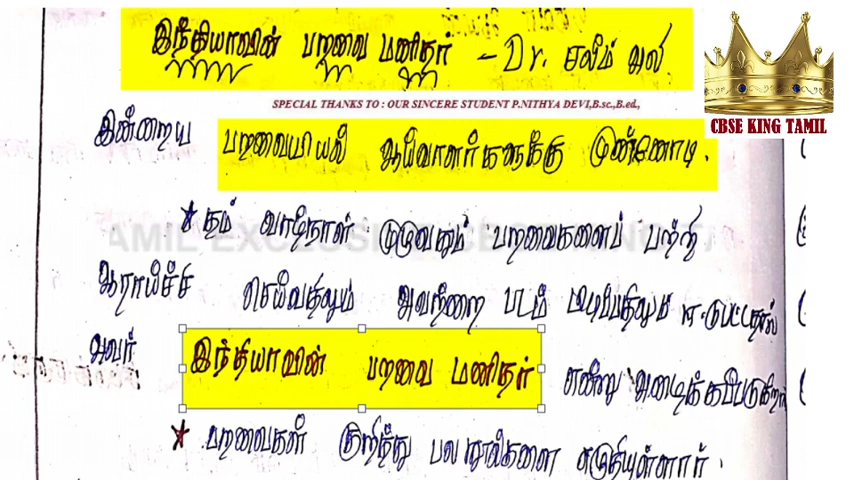 இந்தியாவின் பறவை மனிதர் - Dr. சலீம் அலி.
CBSE KING TAMIL
SPECIAL THANKS TO : OUR SINCERE STUDENT P.NITHYA DEVI,B.sc.,B.ed.,
இன்றைய பறவையியல் ஆய்வாளர்களுக்கு முன்னோடி.
* தம் வாழ்நாள் முழுவதும் பறவைகளைப் பற்றி
ஆராய்ச்சி செய்வதிலும் அவற்றை படம் பிடிப்பதிலும் ஈடுபட்டதால்
அவர் இந்தியாவின் பறவை மனிதர் என்று அழைக்கப்படுகிறார்
* பறவைகள் குறித்து பல நூல்களை எழுதியுள்ளார்.